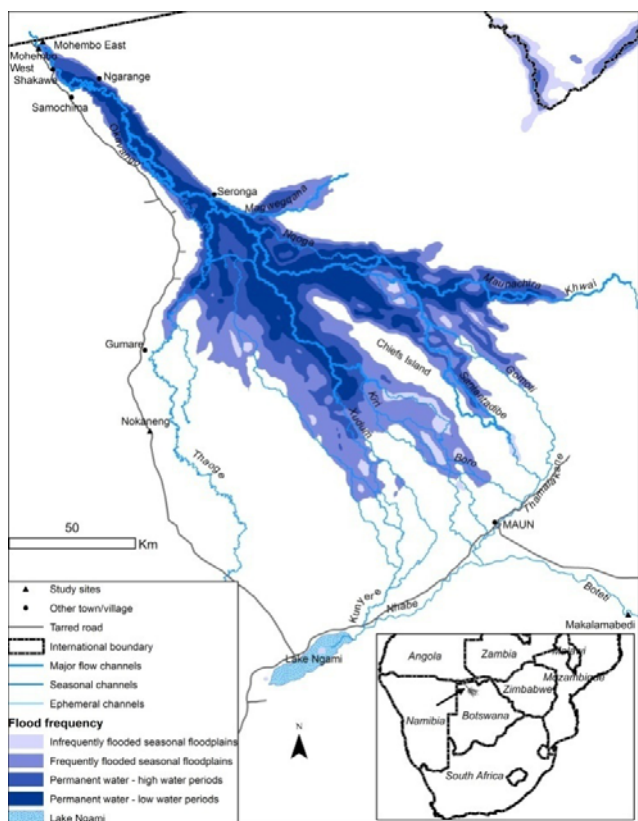 Mohembo East
Mohembo
West
Shakawe
Ngarange
Samochima
Okavango
Seronga
Maqwegqana
Nqoga
Maunachira
Khwai
Gumare
Chiefs Island
Gomoti
Santantadibe
Nokaneng
Xudum
Boro
Thaoge
Thamalakane
50
Km
MAUN
Kunyere
Nhabe
Boteti
Makalamabedi
Lake Ngami
Study sites
Other town/village
Tarred road
International boundary
Major flow channels
Seasonal channels
Ephemeral channels
Flood frequency
Infrequently flooded seasonal floodplains
Frequently flooded seasonal floodplains
Permanent water - high water periods
Permanent water - low water periods
Lake Ngami
N
Angola
Zambia
Malawi
Mozambique
Zimbabwe
Namibia
Botswana
South Africa